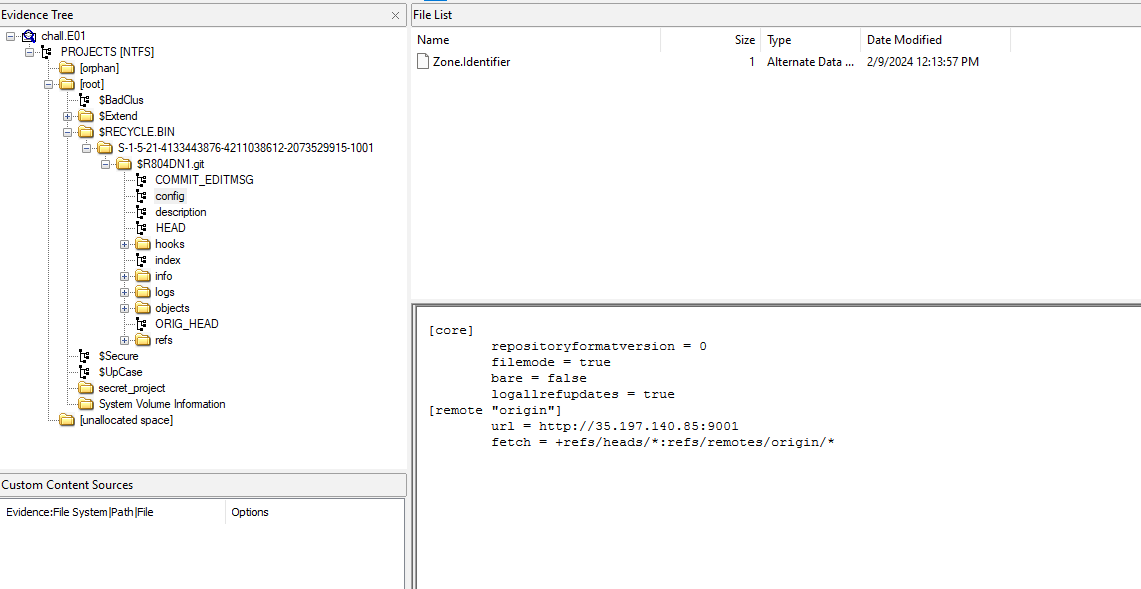 Evidence Tree
chall.E01
PROJECTS [NTFS]
[orphan]
[root]
$BadClus
$Extend
$RECYCLE.BIN
S-1-5-21-4133443876-4211038612-2073529915-1001
$R804DN1.git
COMMIT_EDITMSG
config
description
HEAD
hooks
index
info
logs
objects
ORIG_HEAD
refs
$Secure
$UpCase
secret_project
System Volume Information
[unallocated space]
Custom Content Sources
Evidence:File System|Path|File Options
File List
Name Size Type Date Modified
Zone.Identifier 1 Alternate Data ... 2/9/2024 12:13:57 PM
[core]
repositoryformatversion = 0
filemode = true
bare = false
logallrefupdates = true
[remote "origin"]
url = http://35.197.140.85:9001
fetch = +refs/heads/*:refs/remotes/origin/*